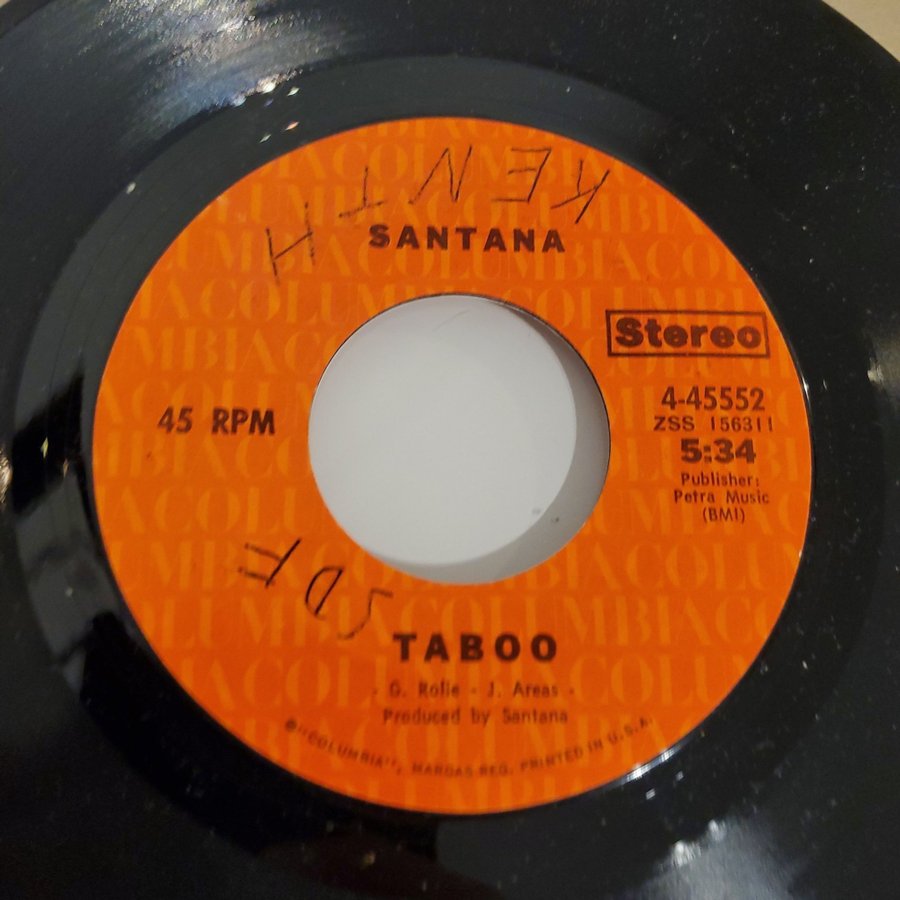 KENTH
SANTANA
Stereo
45 RPM
4-45552
ZSS 156311
5:34
Publisher:
Petra Music
(BMI)
SDF
TABOO
- G. Rolie - J. Areas -
Produced by Santana
®"COLUMBIA", MARCAS REG. PRINTED IN U.S.A.